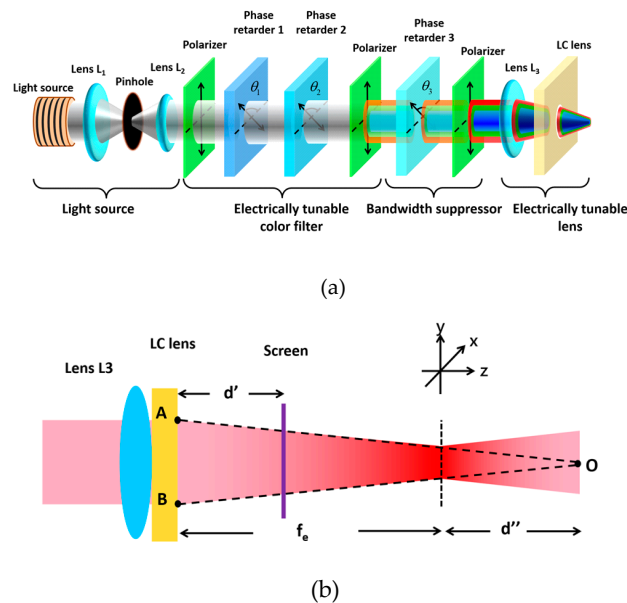 Phase retarder 1
Phase retarder 2
Phase retarder 3
Polarizer
Polarizer
Polarizer
LC lens
Lens L1
Pinhole
Lens L2
Lens L3
Light source
θ1
θ2
θ3
Light source
Electrically tunable color filter
Bandwidth suppressor
Electrically tunable lens
(a)
y
x
z
LC lens
Screen
Lens L3
d'
A
B
O
fe
d''
(b)